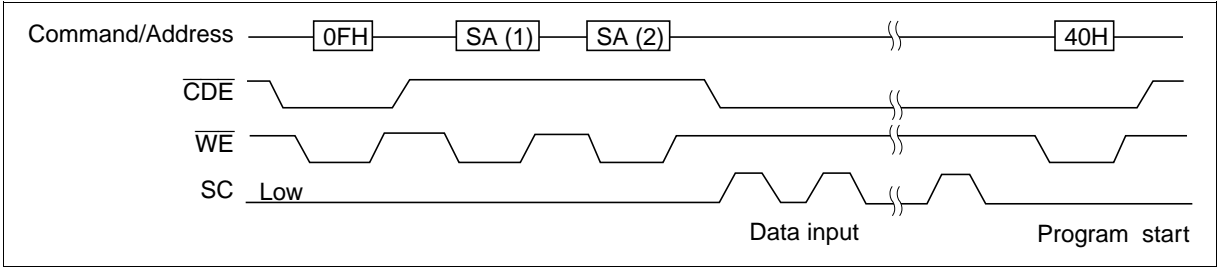 Command/Address 0FH SA (1) SA (2) 40H
CDE
WE
SC Low
Data input Program start